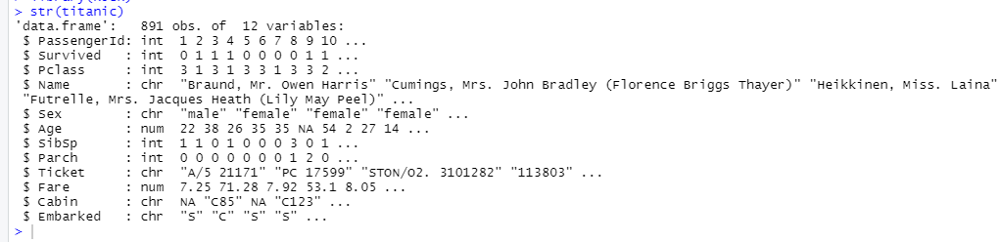 > str(titanic)
'data.frame':   891 obs. of  12 variables:
 $ PassengerId: int  1 2 3 4 5 6 7 8 9 10 ...
 $ Survived   : int  0 1 1 1 0 0 0 0 1 1 ...
 $ Pclass     : int  3 1 3 1 3 3 1 3 3 2 ...
 $ Name       : chr  "Braund, Mr. Owen Harris" "Cumings, Mrs. John Bradley (Florence Briggs Thayer)" "Heikkinen, Miss. Laina"
"Futrelle, Mrs. Jacques Heath (Lily May Peel)" ...
 $ Sex        : chr  "male" "female" "female" "female" ...
 $ Age        : num  22 38 26 35 35 NA 54 2 27 14 ...
 $ SibSp      : int  1 1 0 1 0 0 0 3 0 1 ...
 $ Parch      : int  0 0 0 0 0 0 0 1 2 0 ...
 $ Ticket     : chr  "A/5 21171" "PC 17599" "STON/O2. 3101282" "113803" ...
 $ Fare       : num  7.25 71.28 7.92 53.1 8.05 ...
 $ Cabin      : chr  NA "C85" NA "C123" ...
 $ Embarked   : chr  "S" "C" "S" "S" ...
>